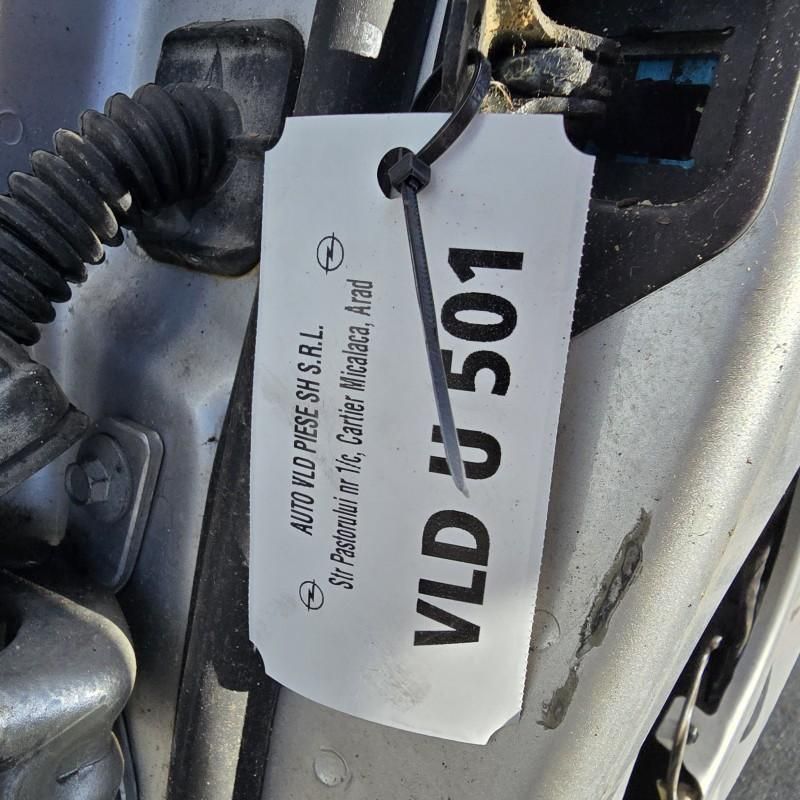 AUTO VLD PIESE SH S.R.L.
Str Pastorului nr 1/c, Cartier Micalaca, Arad
VLD U 501